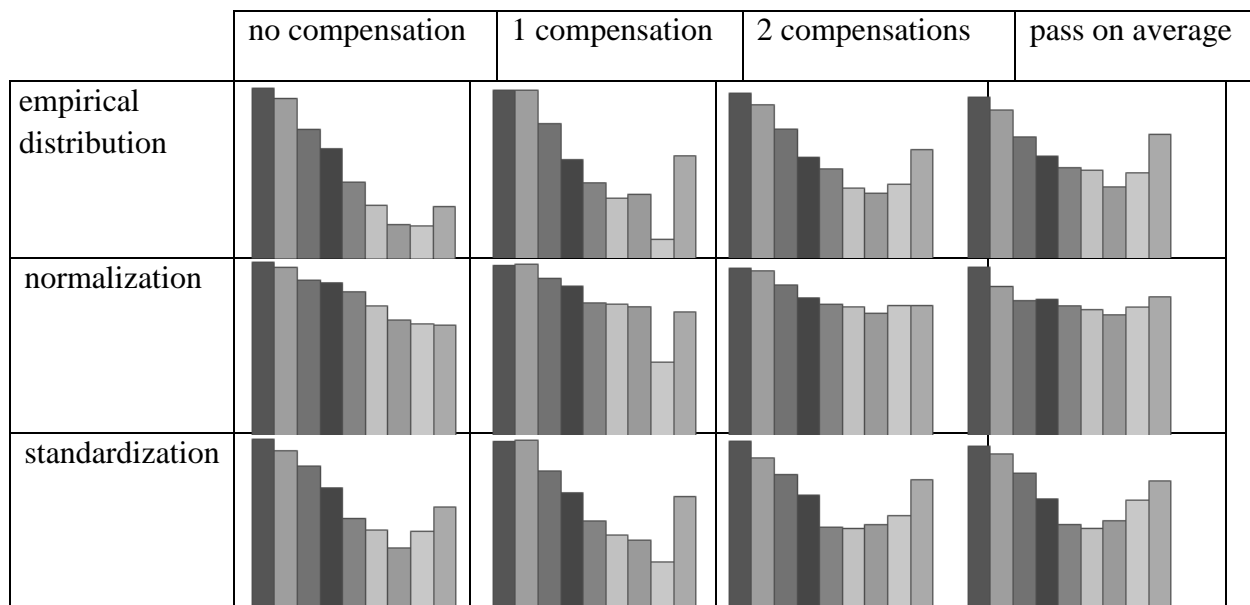 no compensation 1 compensation 2 compensations pass on average
empirical
distribution
normalization
standardization